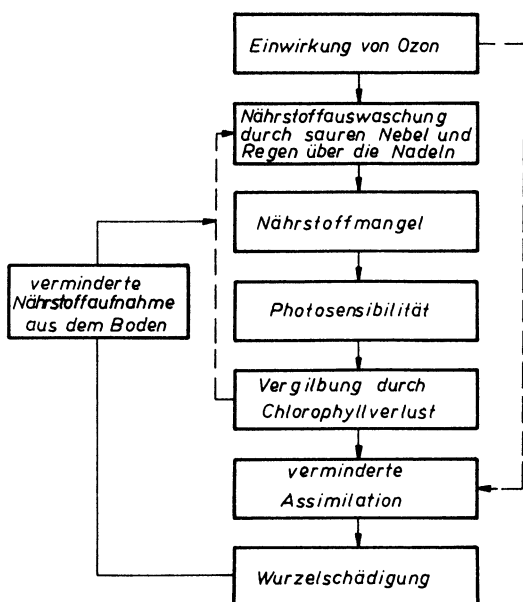 Einwirkung von Ozon
Nährstoffauswaschung
durch sauren Nebel und
Regen über die Nadeln
Nährstoffmangel
verminderte
Nährstoffaufnahme
aus dem Boden
Photosensibilität
Vergilbung durch
Chlorophyllverlust
verminderte
Assimilation
Wurzelschädigung